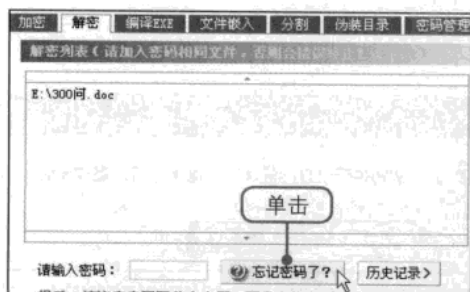 加密 解密 编译EXE 文件嵌入 分割 伪装目录 密码管理
解密列表（请加入密码相同文件，否则会错误
E:\300问.doc
单击
请输入密码： 忘记密码了？ 历史记录>